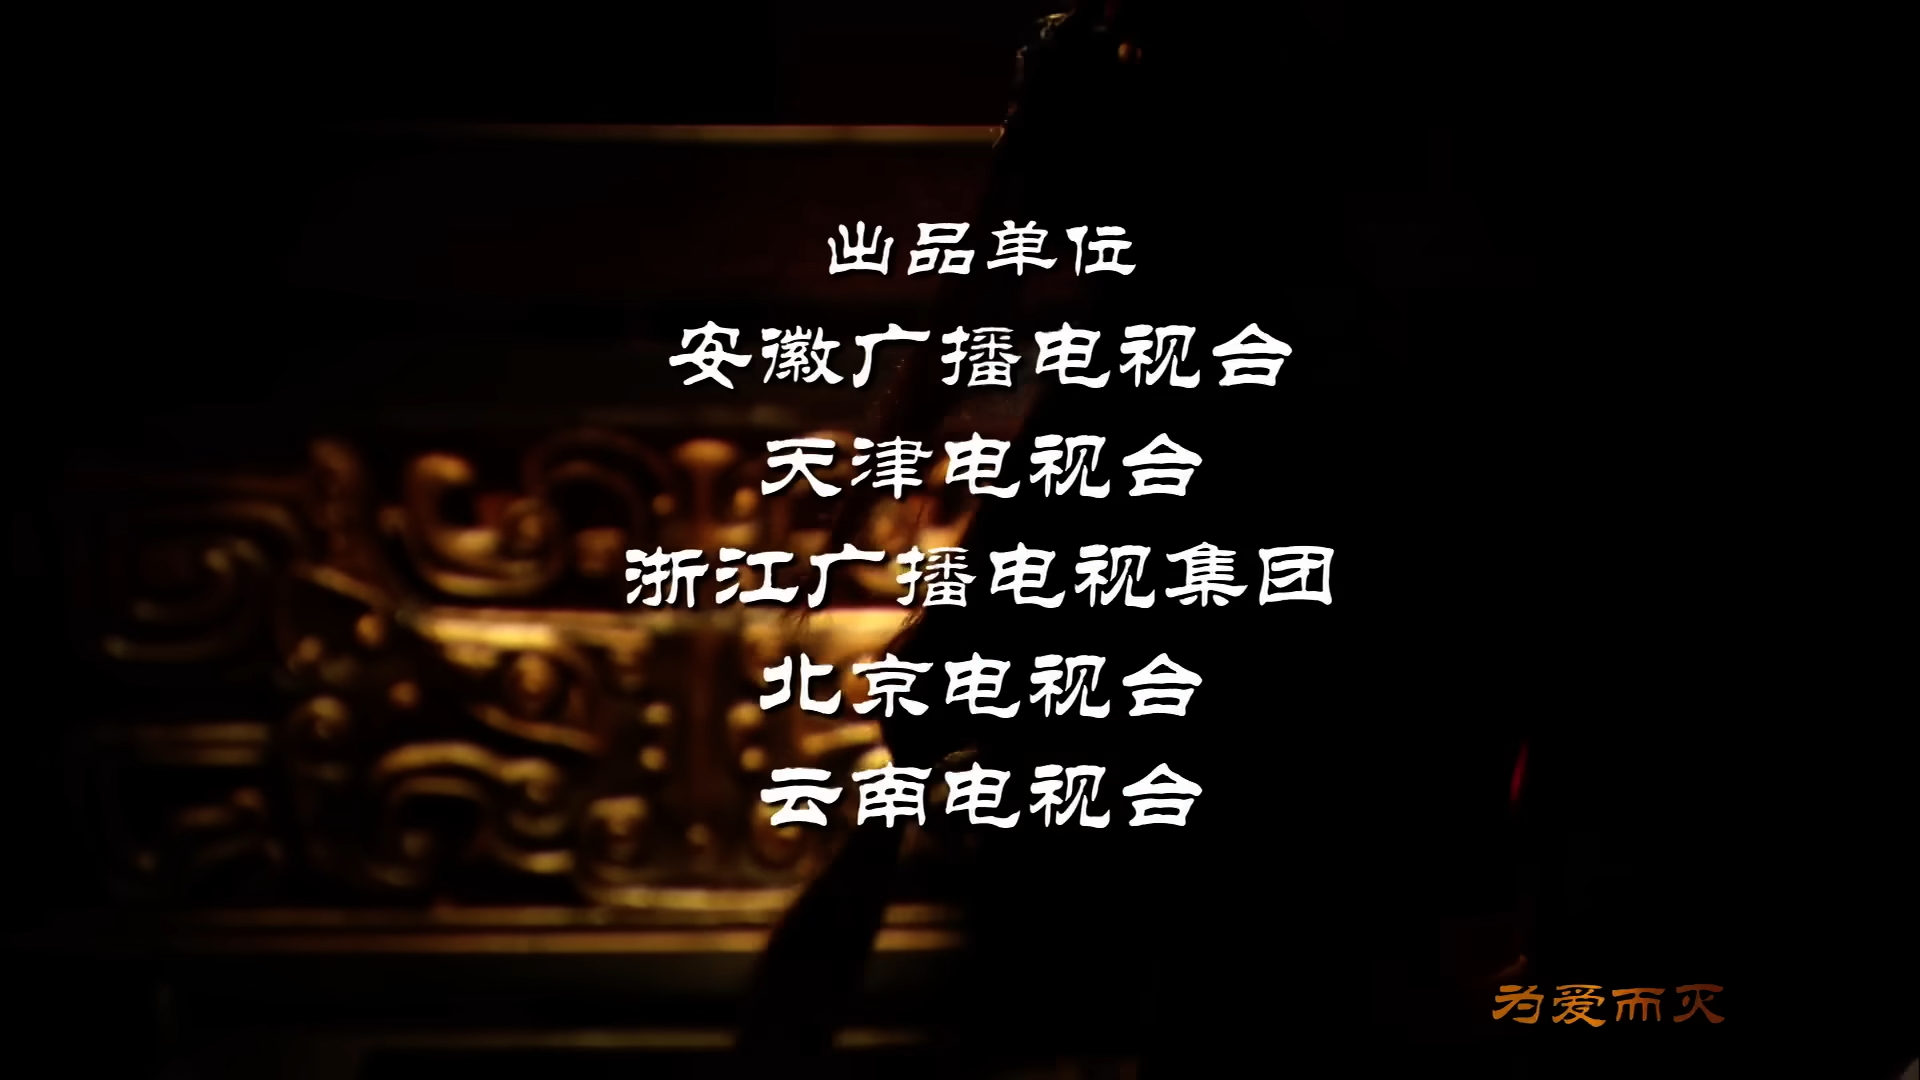 出品单位
安徽广播电视台
天津电视台
浙江广播电视集团
北京电视台
云南电视台
为爱而灭